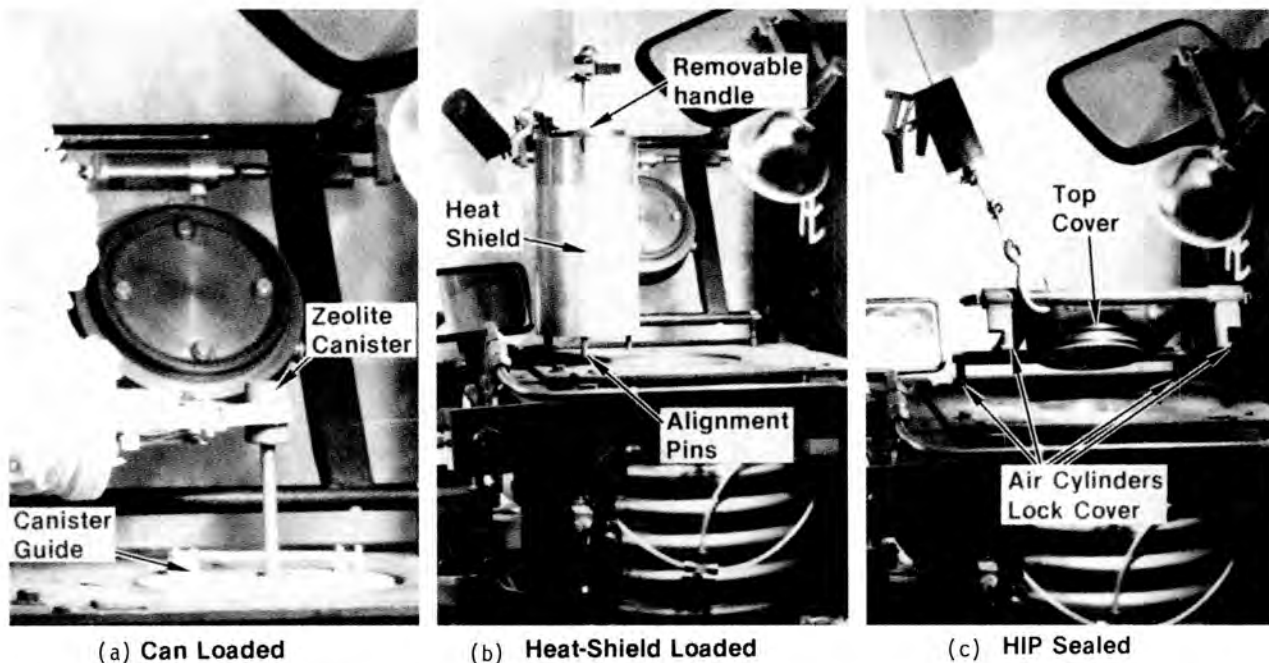 Zeolite
Canister
Canister
Guide
(a) Can Loaded
Removable
handle
Heat
Shield
Alignment
Pins
(b) Heat-Shield Loaded
Top
Cover
Air Cylinders
Lock Cover
(c) HIP Sealed